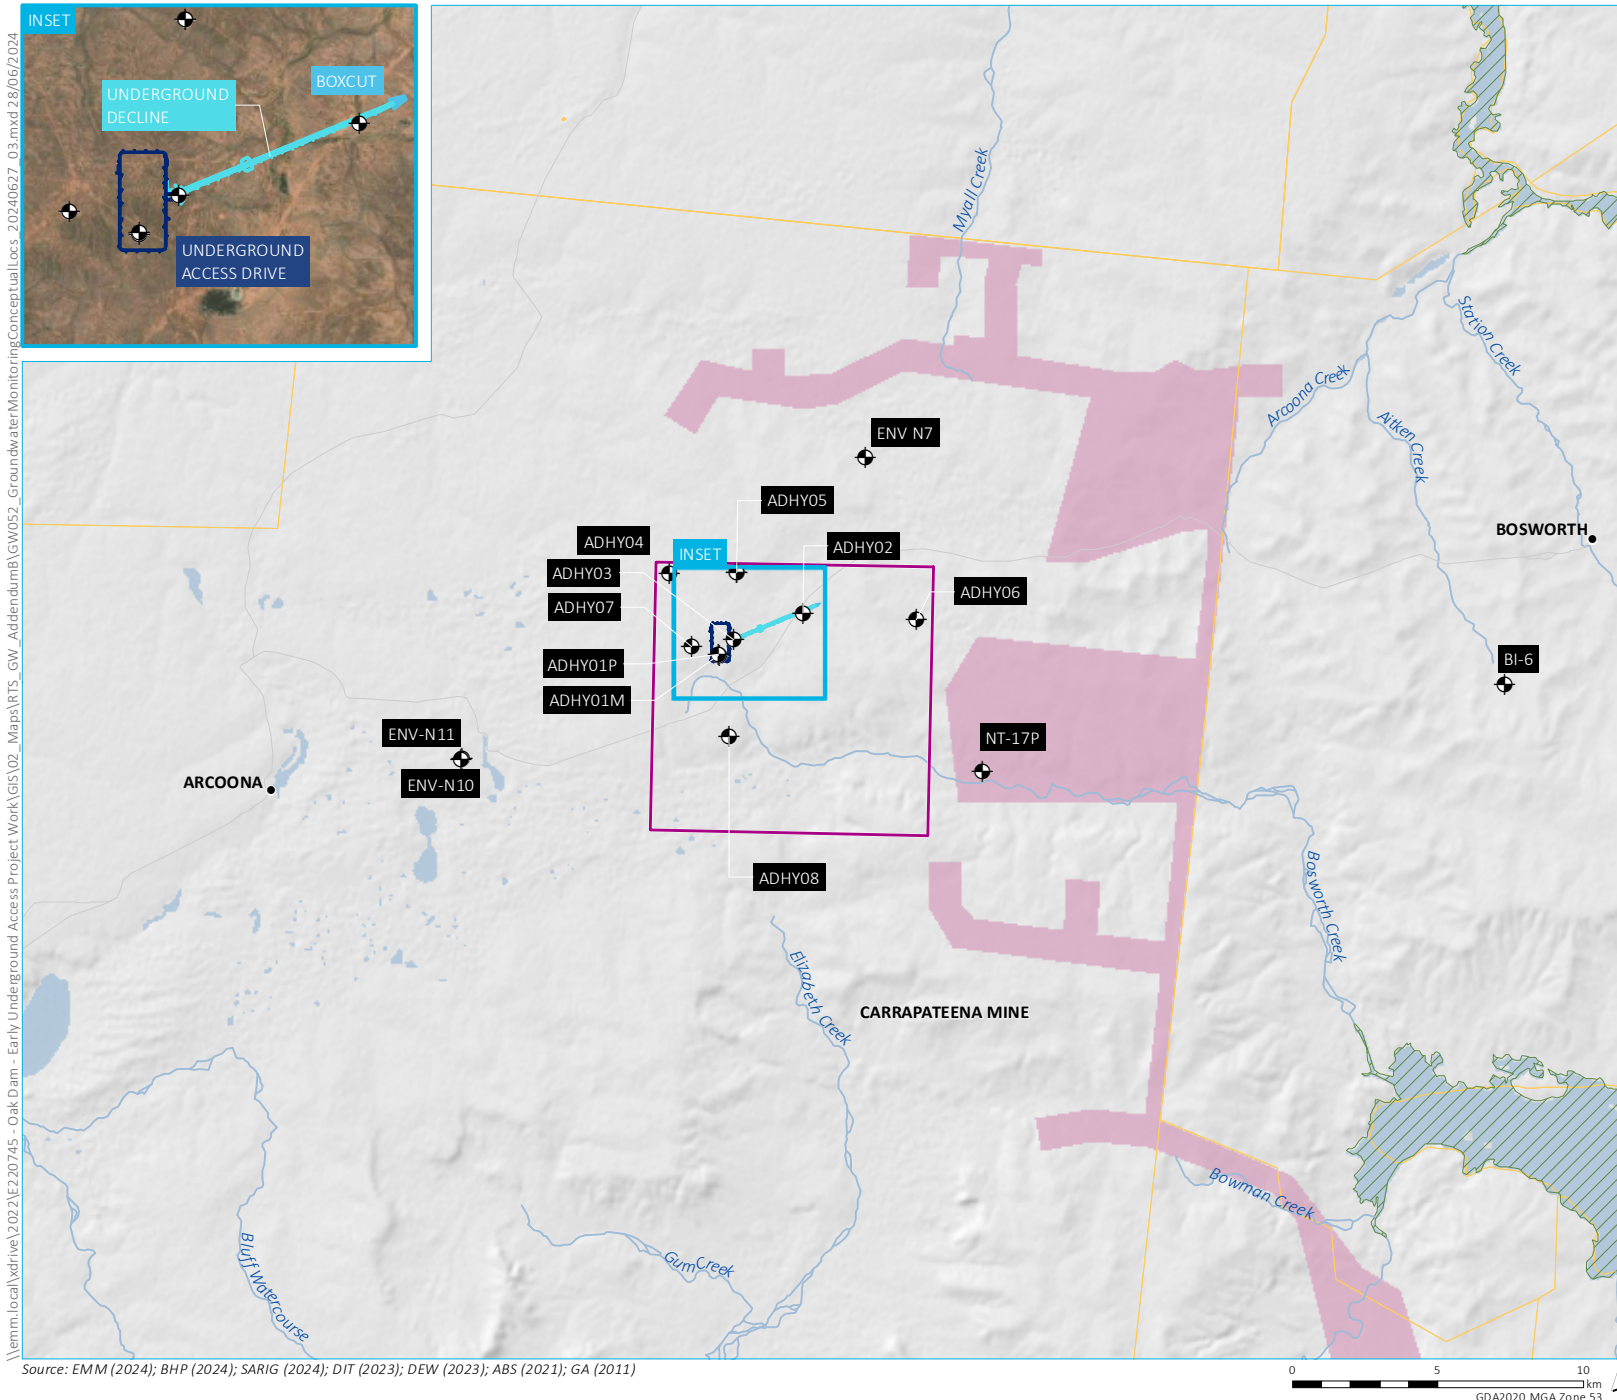 INSET
BOXCUT
UNDERGROUND
DECLINE
UNDERGROUND
ACCESS DRIVE
\\emm.local\xdrive\2022\E220745 - Oak Dam - Early Underground Access Project Work\GIS\02_Maps\RTS_GW_AddendumB\GW052_GroundwaterMonitoringConceptualLocs_20240627_03.mxd 28/06/2024
Myall Creek
Station Creek
Arcoona Creek
Aitken Creek
ENV N7
ADHY05
BOSWORTH
ADHY04
INSET
ADHY02
ADHY03
ADHY06
ADHY07
ADHY01P
BI-6
ADHY01M
ENV-N11
NT-17P
ARCOONA
ENV-N10
ADHY08
Bosworth Creek
Elizabeth Creek
CARRAPATEENA MINE
Bowman Creek
Bluff Watercourse
GumCreek
Source: EMM (2024); BHP (2024); SARIG (2024); DIT (2023); DEW (2023); ABS (2021); GA (2011)
0 5 10
km
GDA2020 MGA Zone 53